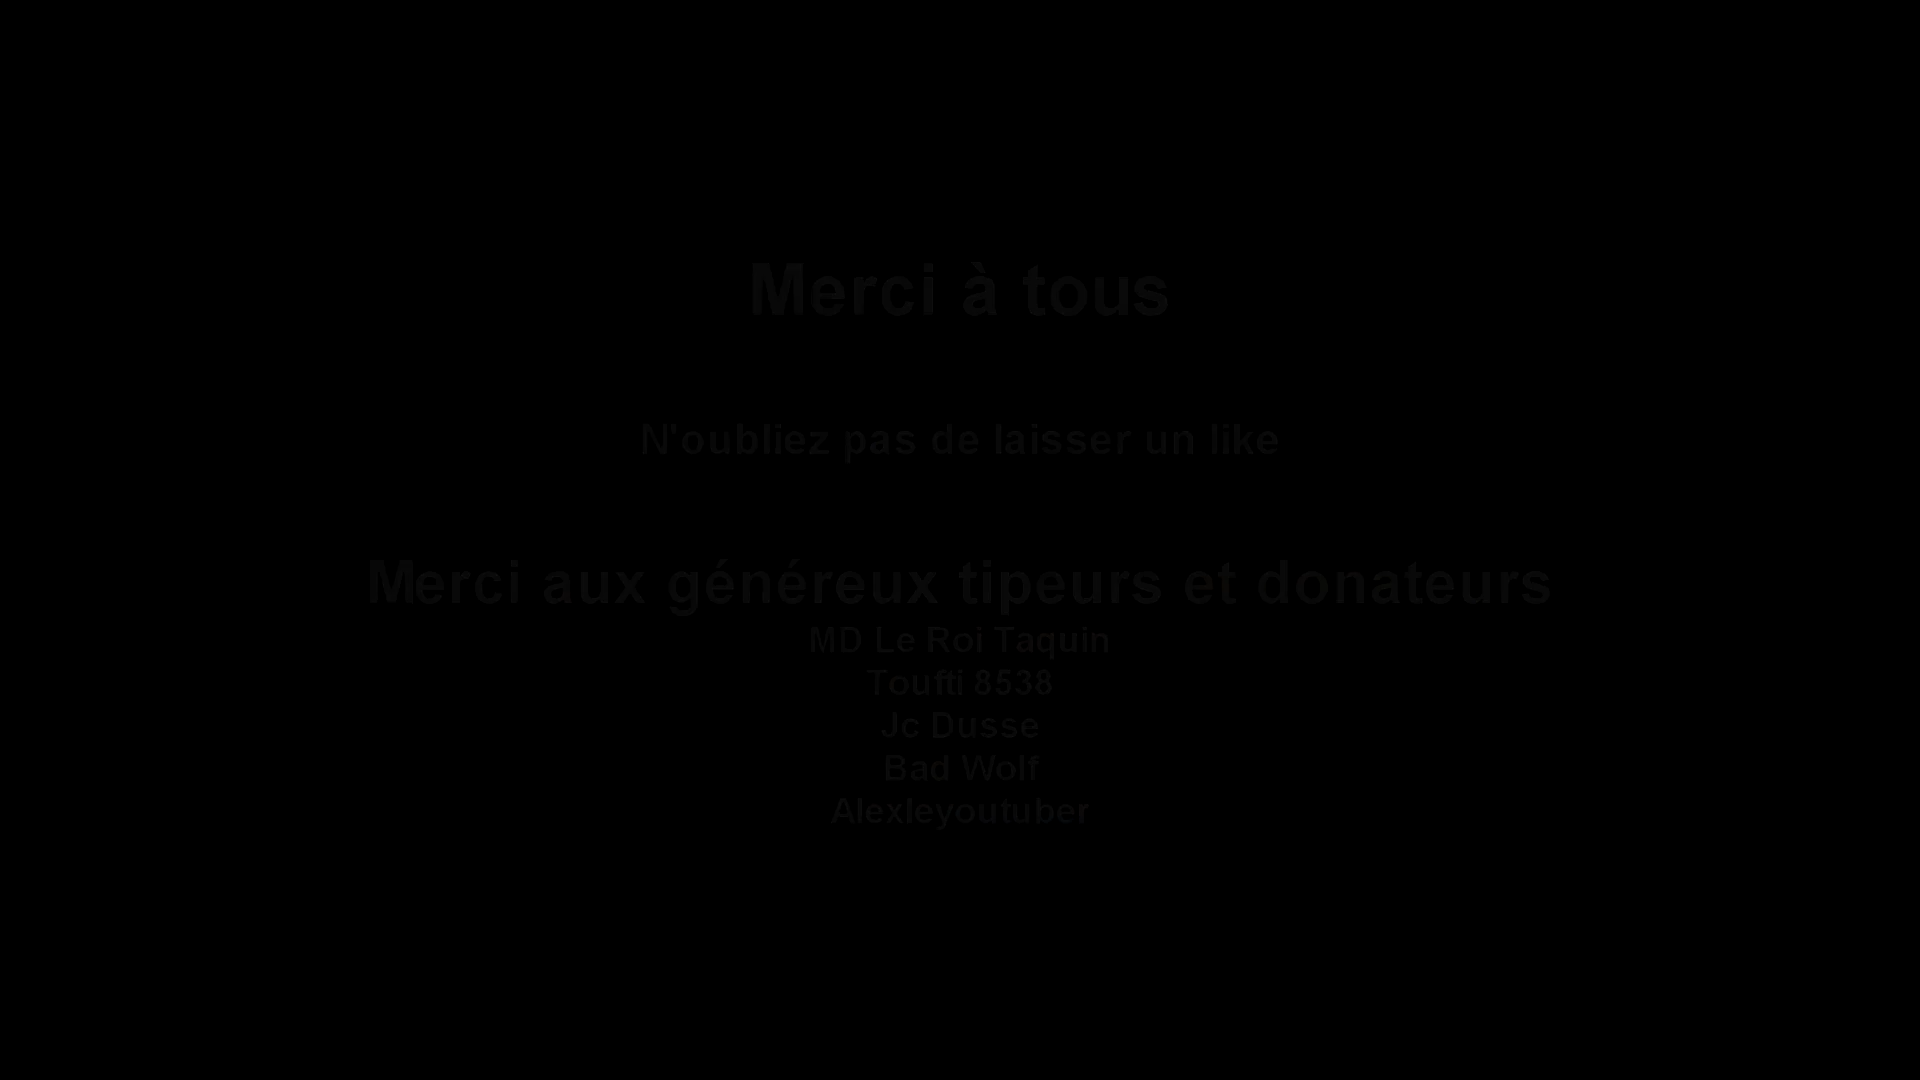 Merci à tous
N'oubliez pas de laisser un like
Merci aux généreux tipeurs et donateurs
MD Le Roi Taquin
Toufti 8538
Jc Dusse
Bad Wolf
Alexleyoutuber